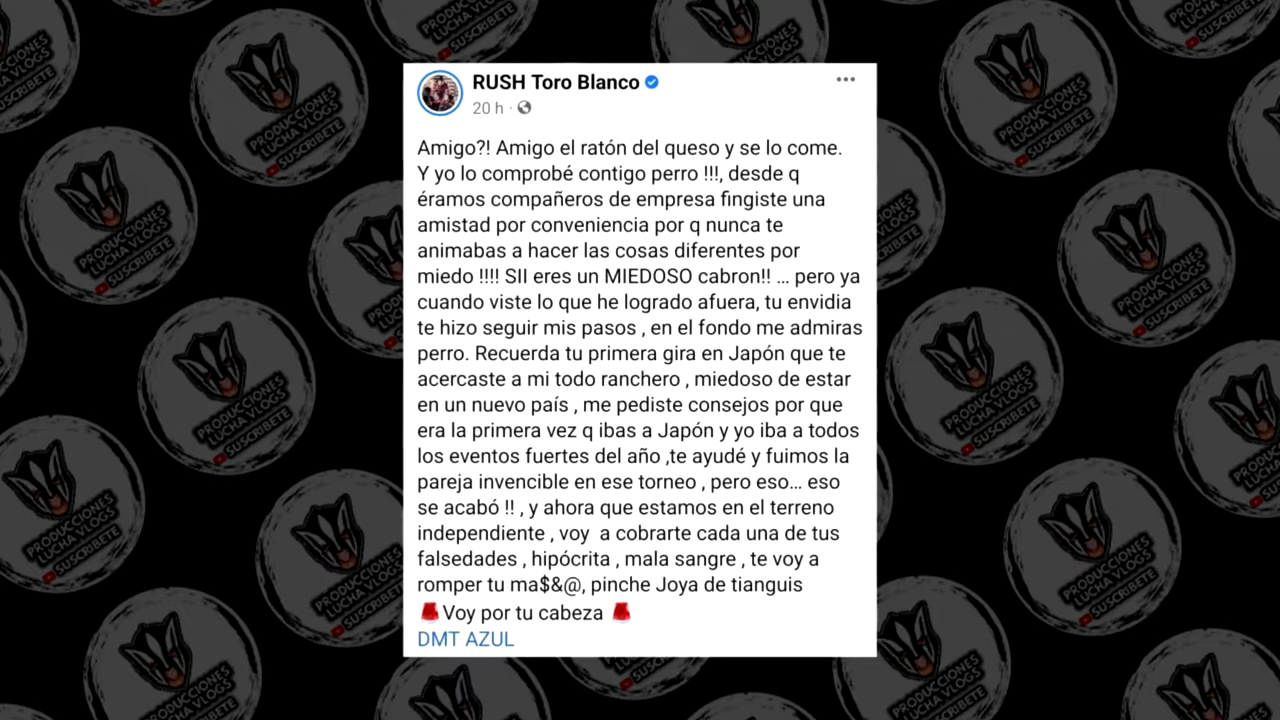 RUSH Toro Blanco
20 h ·
Amigo?! Amigo el ratón del queso y se lo come.
Y yo lo comprobé contigo perro !!!, desde q
éramos compañeros de empresa fingiste una
amistad por conveniencia por q nunca te
animabas a hacer las cosas diferentes por
miedo !!!! SII eres un MIEDOSO cabron!! ... pero ya
cuando viste lo que he logrado afuera, tu envidia
te hizo seguir mis pasos , en el fondo me admiras
perro. Recuerda tu primera gira en Japón que te
acercaste a mi todo ranchero , miedoso de estar
en un nuevo país , me pediste consejos por que
era la primera vez q ibas a Japón y yo iba a todos
los eventos fuertes del año ,te ayudé y fuimos la
pareja invencible en ese torneo , pero eso... eso
se acabó !! , y ahora que estamos en el terreno
independiente , voy  a cobrarte cada una de tus
falsedades , hipócrita , mala sangre , te voy a
romper tu ma$&@, pinche Joya de tianguis
Voy por tu cabeza
DMT AZUL
PRODUCCIONES
LUCHA VLOGS
SUSCRIBETE